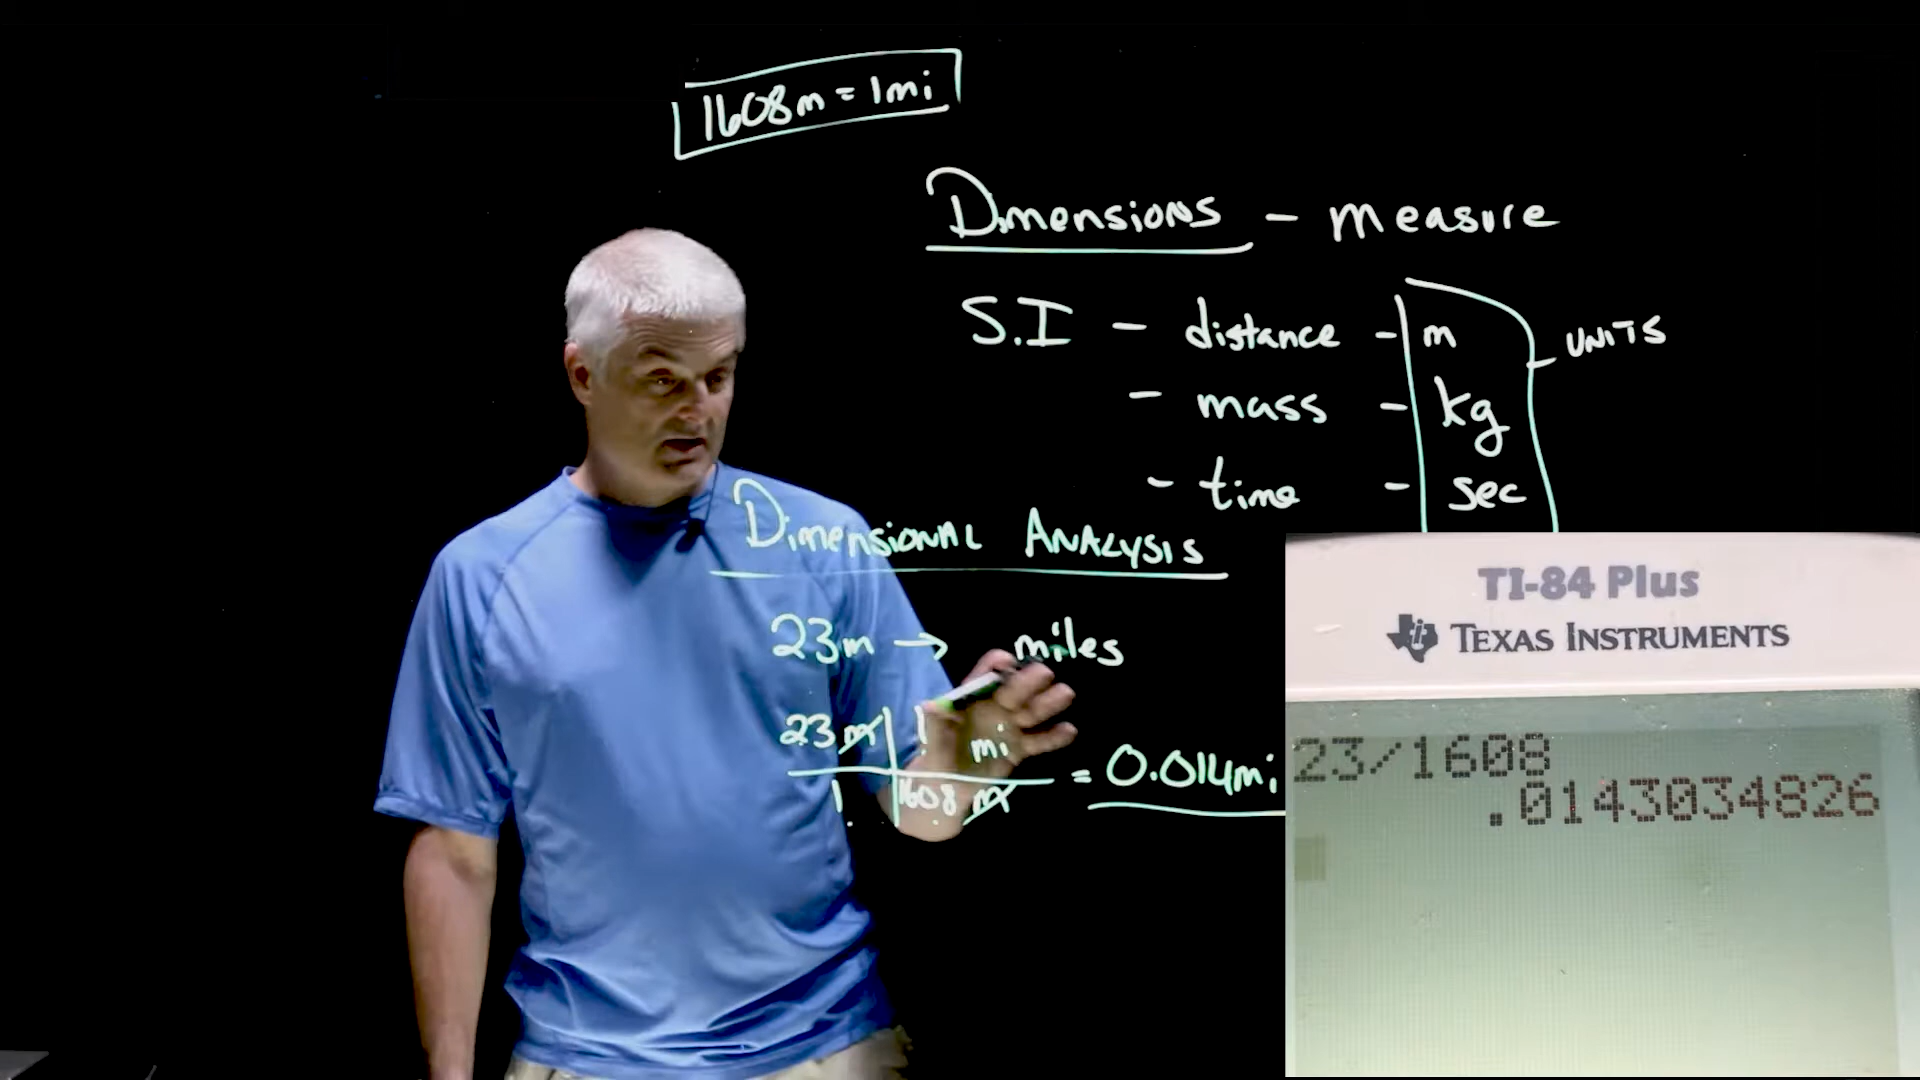 1608m = 1mi
Dimensions - measure
S.I - distance - m
UNITS
- mass - kg
- time - sec
Dimensional Analysis
23m → miles
23m | 1 mi
1 | 1608 m
= 0.014mi
TI-84 Plus
TEXAS INSTRUMENTS
23/1608
.0143034826